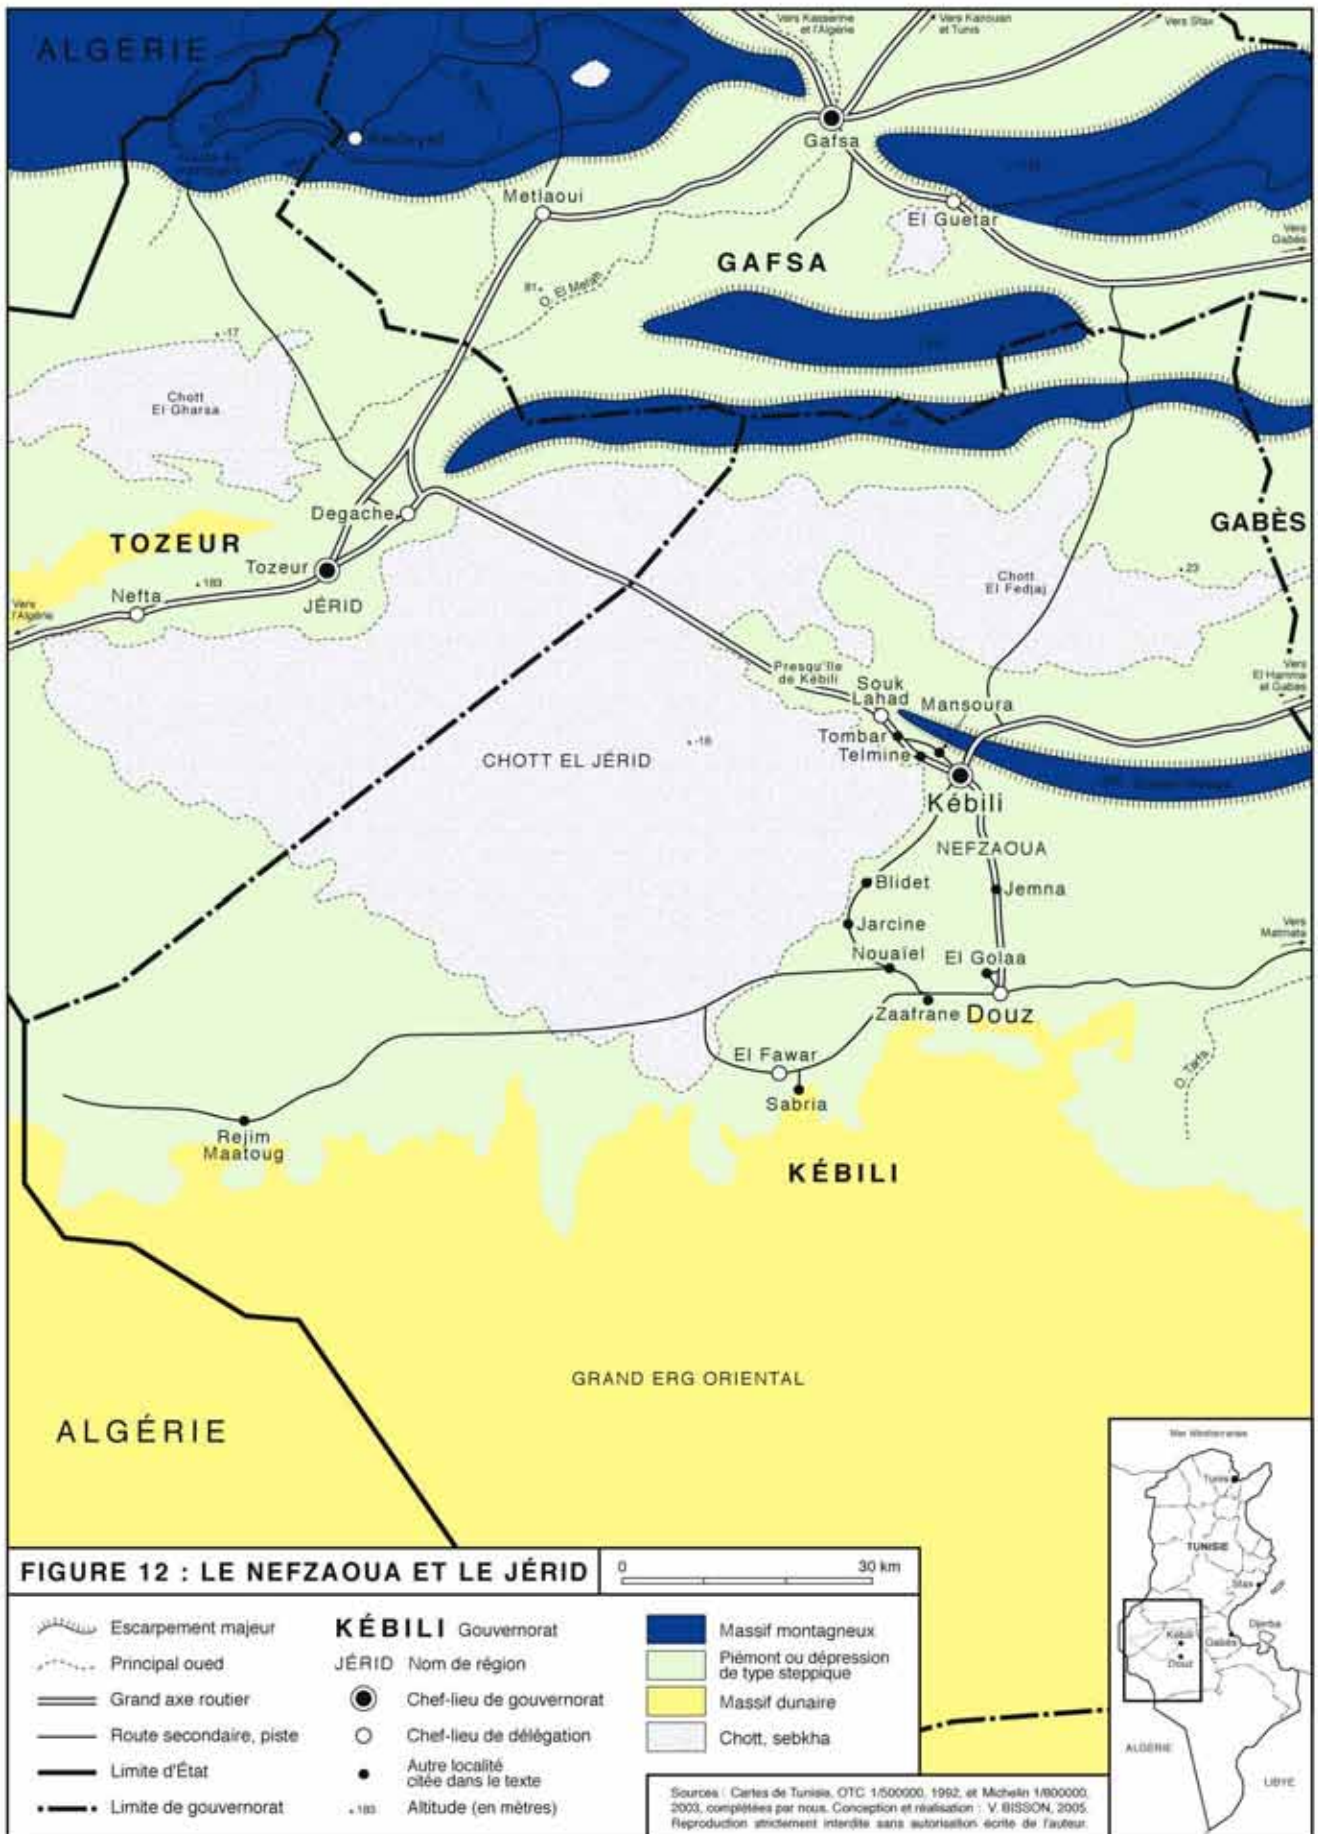 ALGÉRIE
Vers Kasserine
et l'Algérie
Vers Kairouan
et Tunis
Vers Sfax
Gafsa
Metlaoui
El Guetar
Vers
Gabès
GAFSA
81
O. El Melah
-17
Chott
El Gharsa
Degache
GABÈS
TOZEUR
Tozeur
Chott
El Fedjaj
23
183
Nefta
JÉRID
Vers
l'Algérie
Presqu'île
de Kébili
Souk
Lahad
Mansoura
Vers
El Hamma
et Gabès
Tombar
-16
Telmine
CHOTT EL JÉRID
Kébili
NEFZAOUA
Blidet
Jemna
Jarcine
Vers
Matmata
Nouaïel
El Golaa
Zaafrane
Douz
El Fawar
O. Tarfa
Sabria
Rejim
Maatoug
KÉBILI
GRAND ERG ORIENTAL
ALGÉRIE
Mer Méditerranée
Tunis
TUNISIE
Sfax
Djerba
Kébili
Gabès
Douz
ALGÉRIE
LIBYE
FIGURE 12 : LE NEFZAOUA ET LE JÉRID
0 30 km
Escarpement majeur
Principal oued
Grand axe routier
Route secondaire, piste
Limite d'État
Limite de gouvernorat
KÉBILI Gouvernorat
JÉRID Nom de région
Chef-lieu de gouvernorat
Chef-lieu de délégation
Autre localité
citée dans le texte
183 Altitude (en mètres)
Massif montagneux
Piémont ou dépression
de type steppique
Massif dunaire
Chott, sebkha
Sources : Cartes de Tunisie, OTC 1/500000, 1992, et Michelin 1/800000,
2003, complétées par nous. Conception et réalisation : V. BISSON, 2005.
Reproduction strictement interdite sans autorisation écrite de l'auteur.